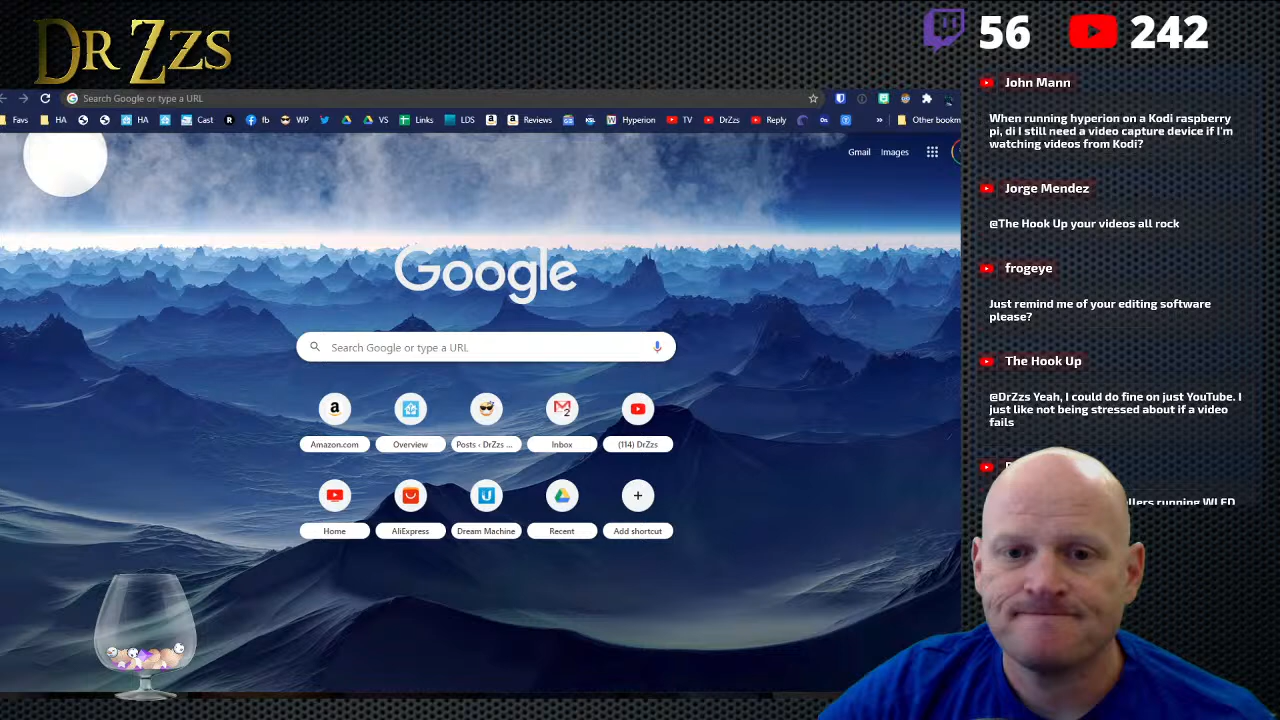 DR ZZS
56
242
Search Google or type a URL
Favs
HA
HA
Cast
fb
WP
VS
Links
LDS
Reviews
Hyperion
TV
DrZzs
Reply
»
Other bookm
Gmail
Images
Google
Search Google or type a URL
Amazon.com
Overview
Posts ‹ DrZzs ...
Inbox
(114) DrZzs
Home
AliExpress
Dream Machine
Recent
Add shortcut
John Mann
When running hyperion on a Kodi raspberry
pi, di I still need a video capture device if I'm
watching videos from Kodi?
Jorge Mendez
@The Hook Up your videos all rock
frogeye
Just remind me of your editing software
please?
The Hook Up
@DrZzs Yeah, I could do fine on just YouTube. I
just like not being stressed about if a video
fails
running WLED